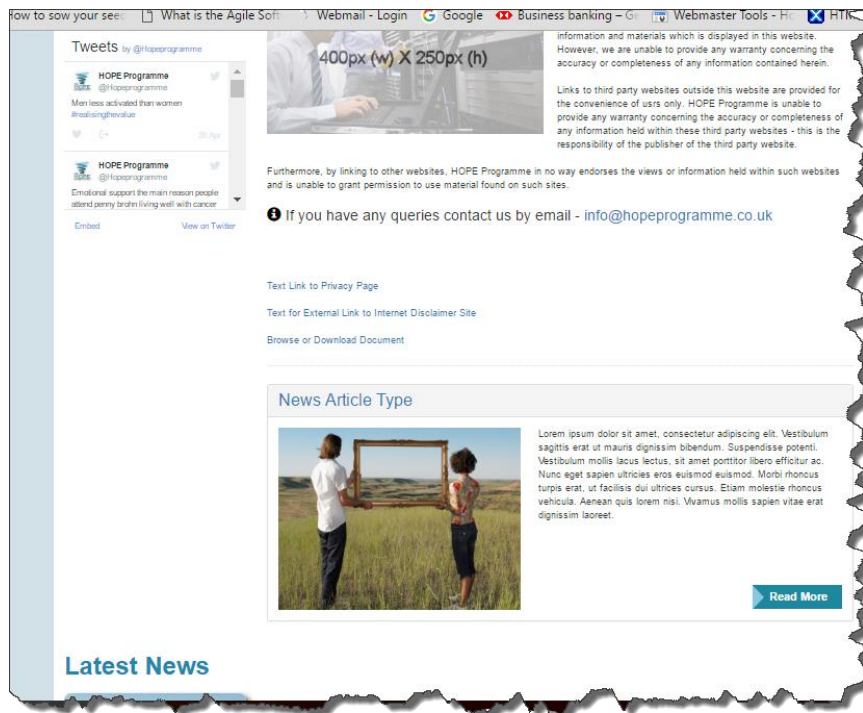 How to sow your see
What is the Agile Soft
Webmail - Login
Google
Business banking – G
Webmaster Tools - Ho
HTK
Tweets by @Hopeprogramme
HOPE Programme
@Hopeprogramme
Men less activated than women
#realisingthevalue
28 Apr
HOPE Programme
@Hopeprogramme
Emotional support the main reason people
attend penny brohn living well with cancer
Embed
View on Twitter
400px (w) X 250px (h)
information and materials which is displayed in this website.
However, we are unable to provide any warranty concerning the
accuracy or completeness of any information contained herein.
Links to third party websites outside this website are provided for
the convenience of usrs only. HOPE Programme is unable to
provide any warranty concerning the accuracy or completeness of
any information held within these third party websites - this is the
responsibility of the publisher of the third party website.
Furthermore, by linking to other websites, HOPE Programme in no way endorses the views or information held within such websites
and is unable to grant permission to use material found on such sites.
If you have any queries contact us by email - info@hopeprogramme.co.uk
Text Link to Privacy Page
Text for External Link to Internet Disclaimer Site
Browse or Download Document
News Article Type
Lorem ipsum dolor sit amet, consectetur adipiscing elit. Vestibulum
sagittis erat ut mauris dignissim bibendum. Suspendisse potenti.
Vestibulum mollis lacus lectus, sit amet porttitor libero efficitur ac.
Nunc eget sapien ultricies eros euismod euismod. Morbi rhoncus
turpis erat, ut facilisis dui ultrices cursus. Etiam molestie rhoncus
vehicula. Aenean quis lorem nisi. Vivamus mollis sapien vitae erat
dignissim laoreet.
Read More
Latest News